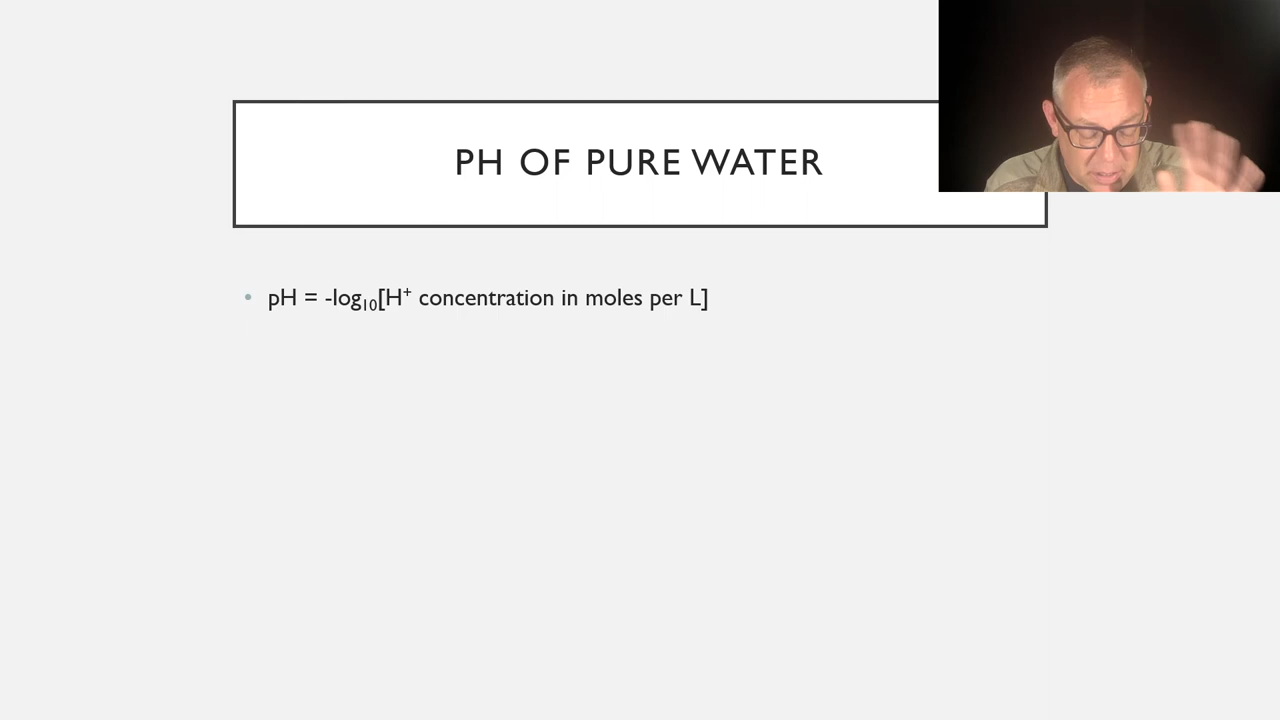 PH OF PURE WATER
• pH = -log₁₀[H⁺ concentration in moles per L]